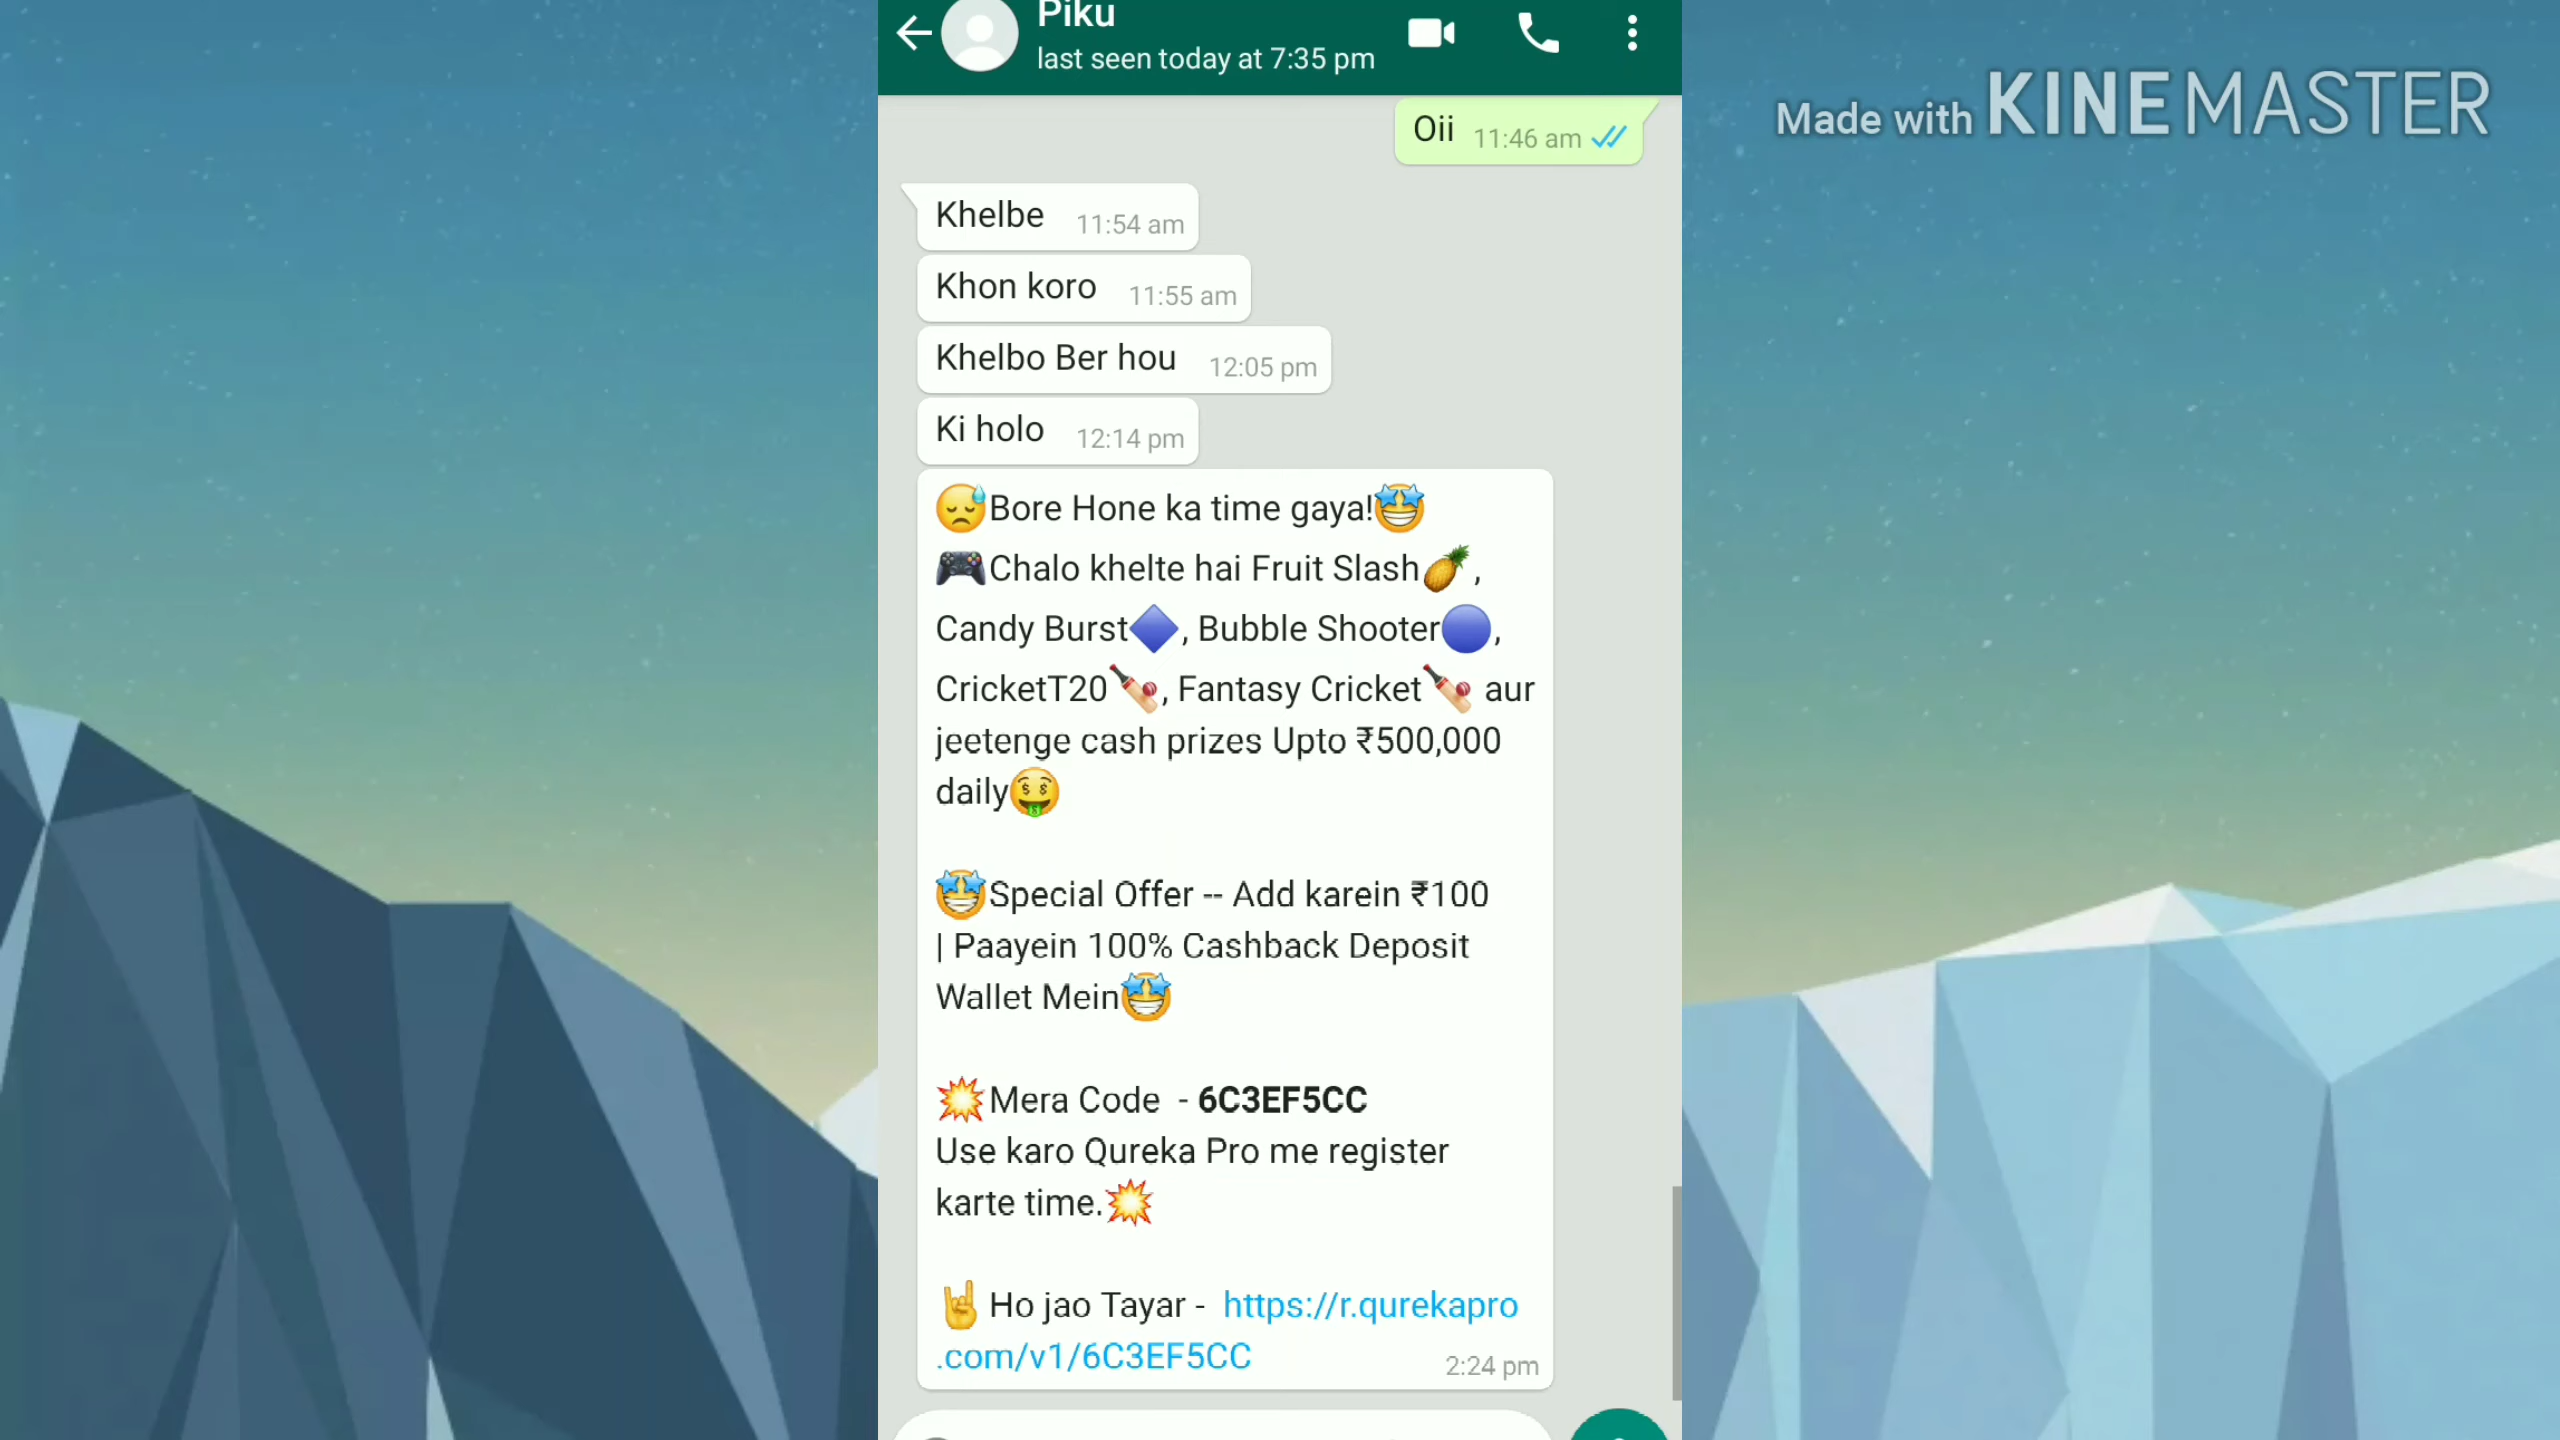 Piku
last seen today at 7:35 pm
Made with KINEMASTER
Oii 11:46 am
Khelbe 11:54 am
Khon koro 11:55 am
Khelbo Ber hou 12:05 pm
Ki holo 12:14 pm
😓Bore Hone ka time gaya!🤩
🎮Chalo khelte hai Fruit Slash🍍,
Candy Burst🔷, Bubble Shooter🔵,
CricketT20🏏, Fantasy Cricket🏏 aur
jeetenge cash prizes Upto ₹500,000
daily🤑
🤩Special Offer -- Add karein ₹100
| Paayein 100% Cashback Deposit
Wallet Mein🤩
💥Mera Code - 6C3EF5CC
Use karo Qureka Pro me register
karte time.💥
🤘Ho jao Tayar - https://r.qurekapro
.com/v1/6C3EF5CC 2:24 pm